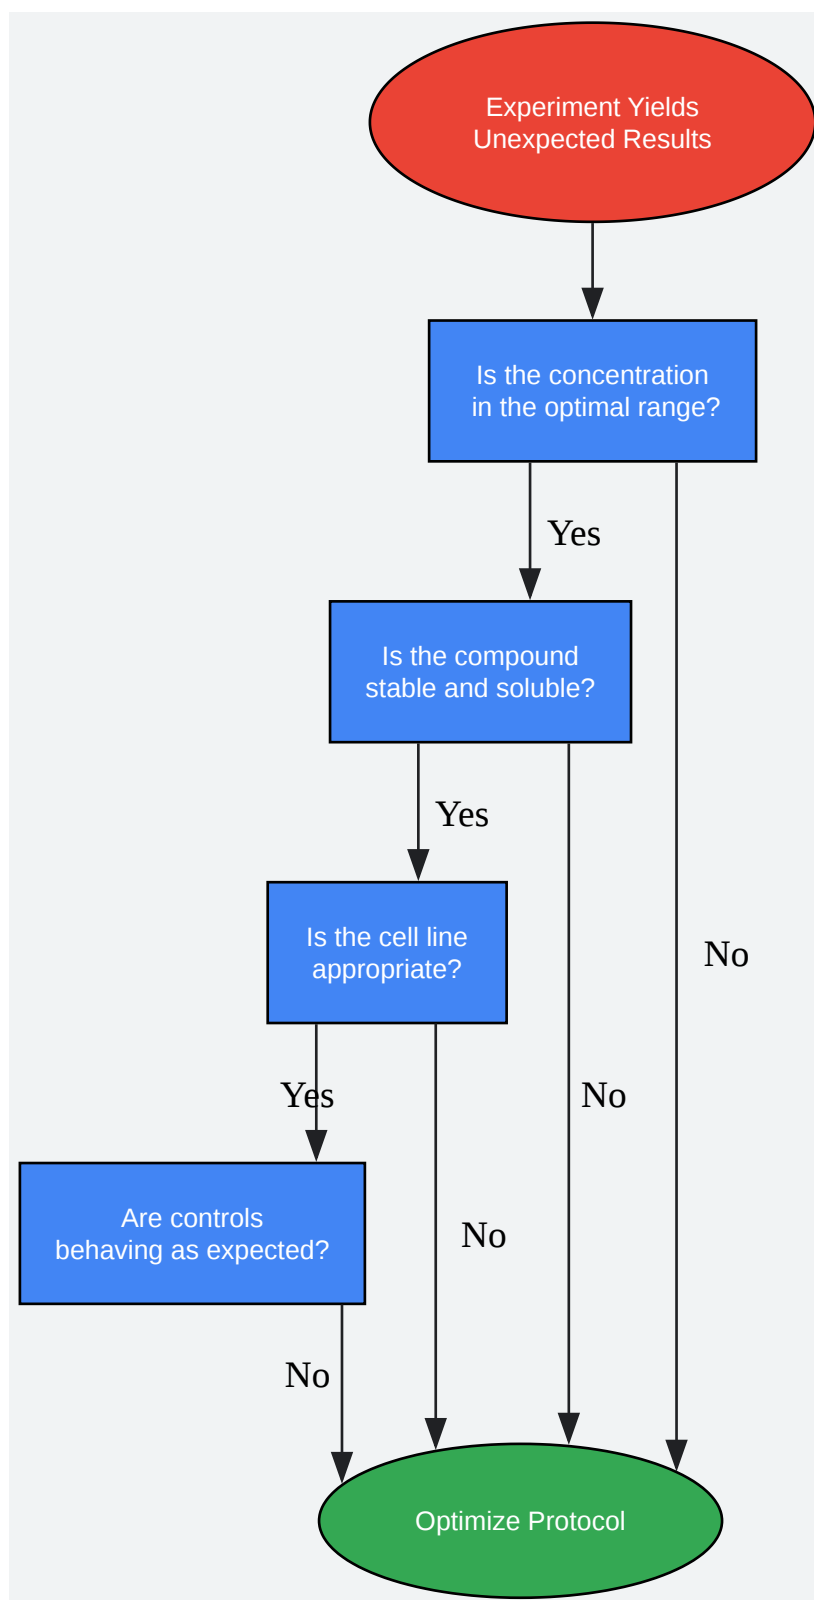 Experiment Yields
Unexpected Results
Is the concentration
in the optimal range?
Yes
Is the compound
stable and soluble?
Yes
Is the cell line
appropriate?
No
Yes
No
Are controls
behaving as expected?
No
No
Optimize Protocol